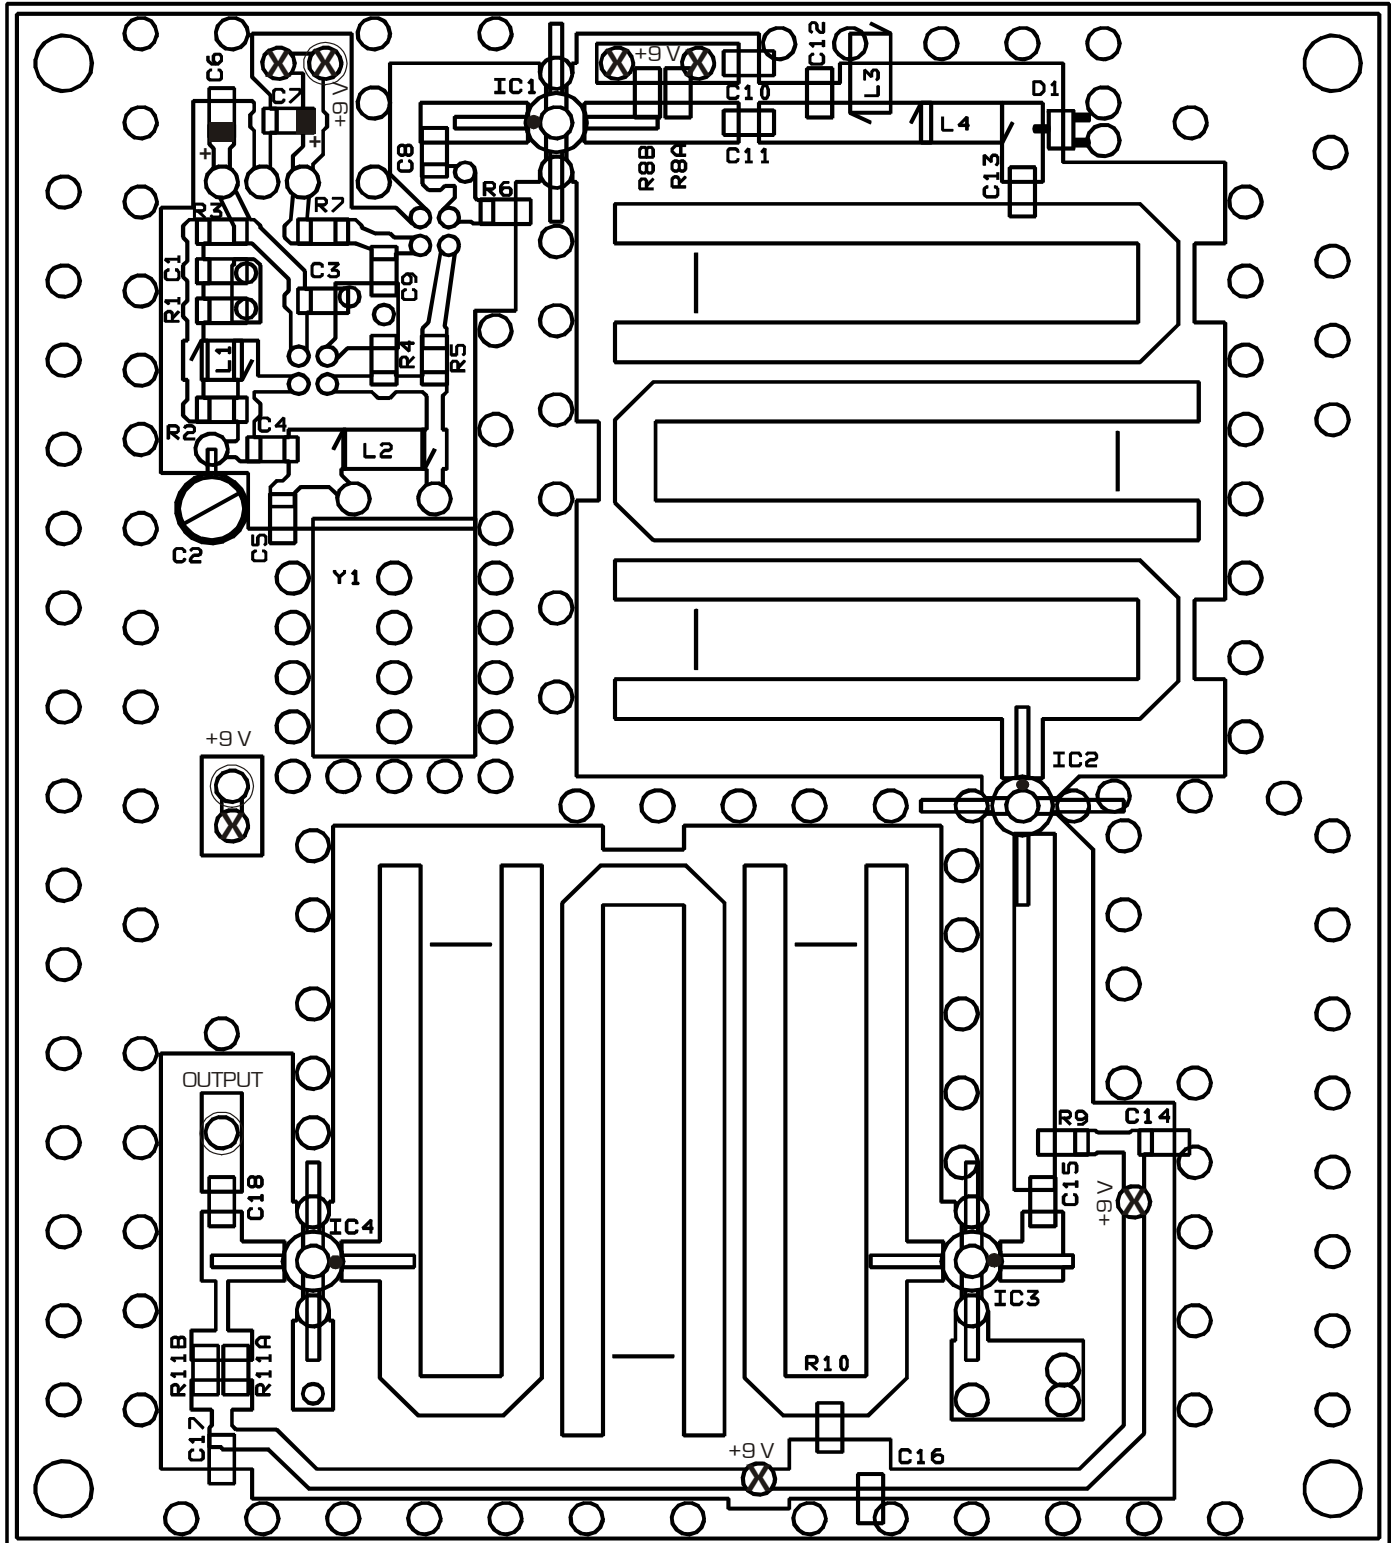 C6
C7
+
+
+9 V
IC1
+9 V
C10
C12
L3
D1
C8
R8B
R8A
C11
L4
C13
R6
R3
R7
C1
C3
C9
R1
L1
R4
R5
R2
C4
L2
C2
C5
Y1
+9 V
IC2
OUTPUT
R9
C14
C18
C15
+9 V
IC4
IC3
R11B
R11A
R10
C17
+9 V
C16